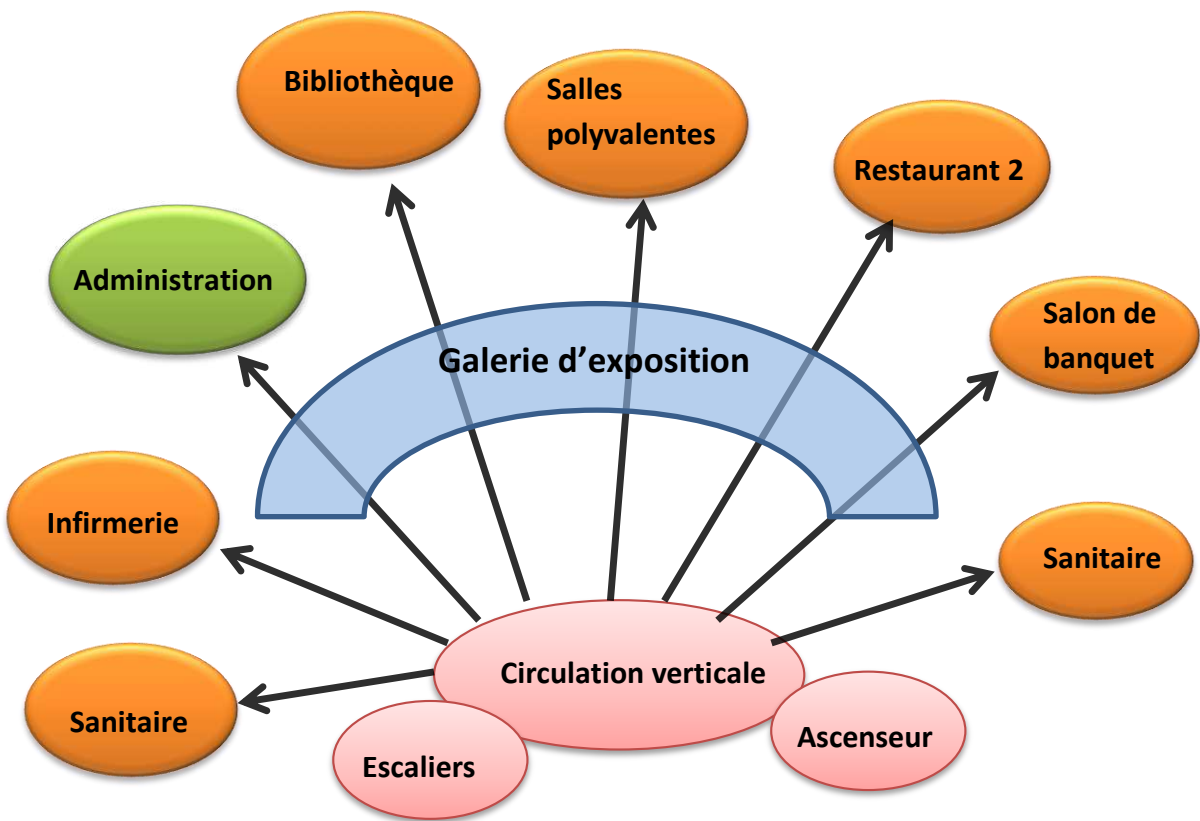 Bibliothèque
Salles
polyvalentes
Restaurant 2
Administration
Salon de
banquet
Galerie d’exposition
Infirmerie
Sanitaire
Circulation verticale
Sanitaire
Ascenseur
Escaliers